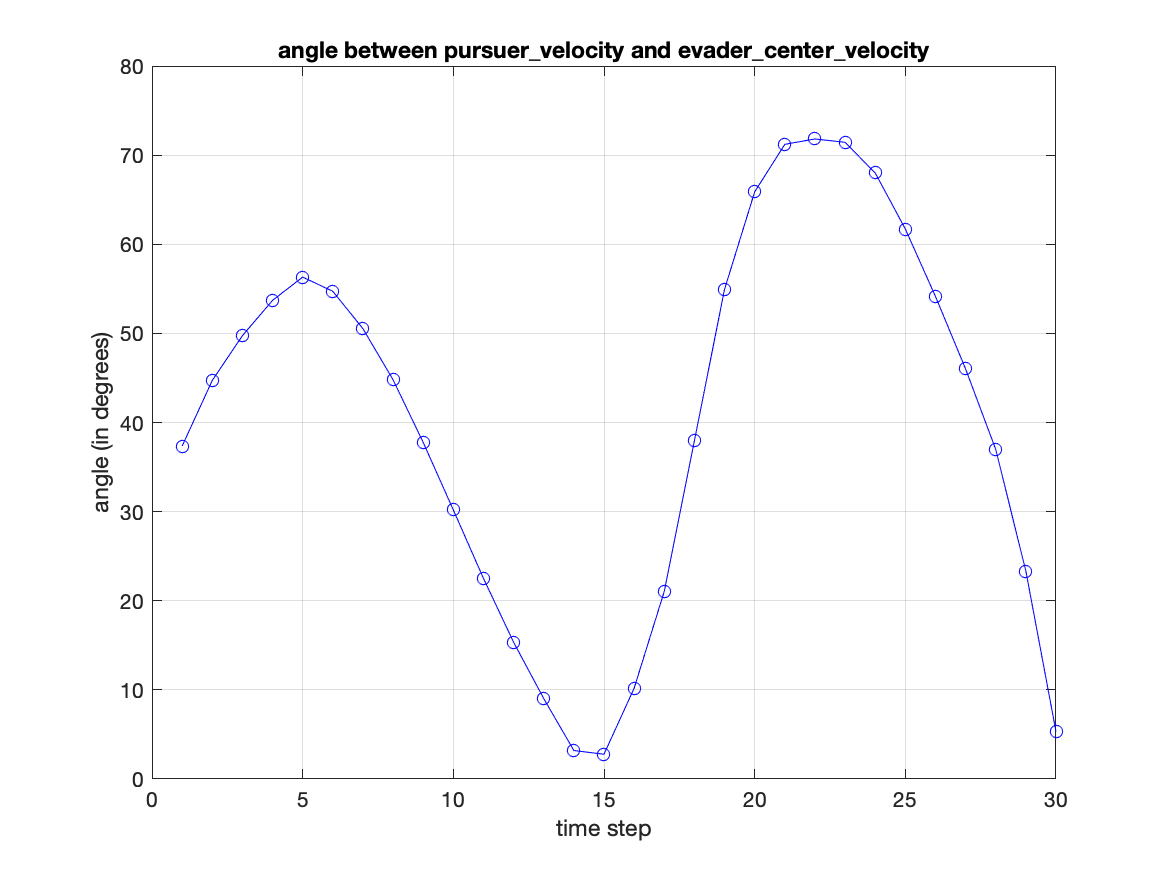 angle between pursuer_velocity and evader_center_velocity
80
70
60
50
40
30
20
10
0
angle (in degrees)
0 5 10 15 20 25 30
time step